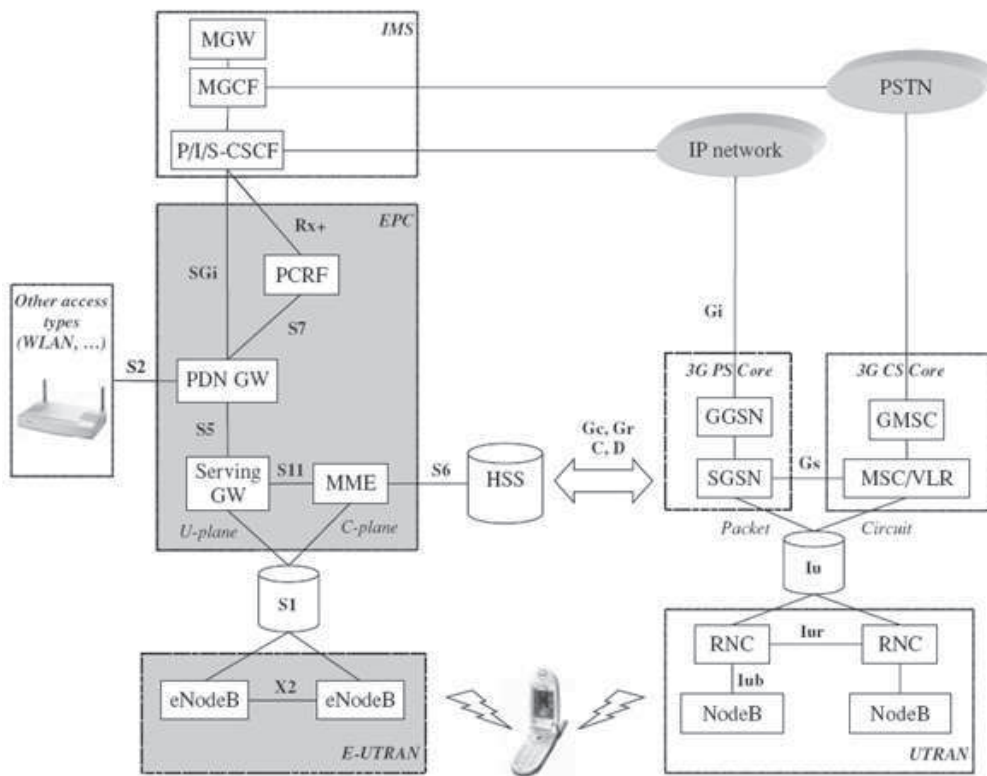 IMS
MGW
MGCF
PSTN
P/I/S-CSCF
IP network
EPC
Rx+
SGi
PCRF
Other access
types
(WLAN, ...)
S7
Gi
S2
PDN GW
3G PS Core
3G CS Core
S5
GGSN
GMSC
Gc, Gr
C, D
Serving
GW
S11
MME
S6
HSS
SGSN
Gs
MSC/VLR
U-plane
C-plane
Packet
Circuit
Iu
S1
RNC
Iur
RNC
Iub
eNodeB
X2
eNodeB
NodeB
NodeB
E-UTRAN
UTRAN